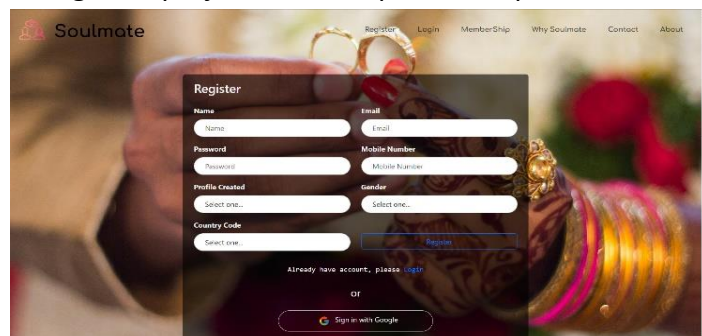 Soulmate
Register Login MemberShip Why Soulmate Contact About
Register
Name Email
Name Email
Password Mobile Number
Password Mobile Number
Profile Created Gender
Select one... Select one...
Country Code
Select one... Register
Already have account, please Login
or
Sign in with Google